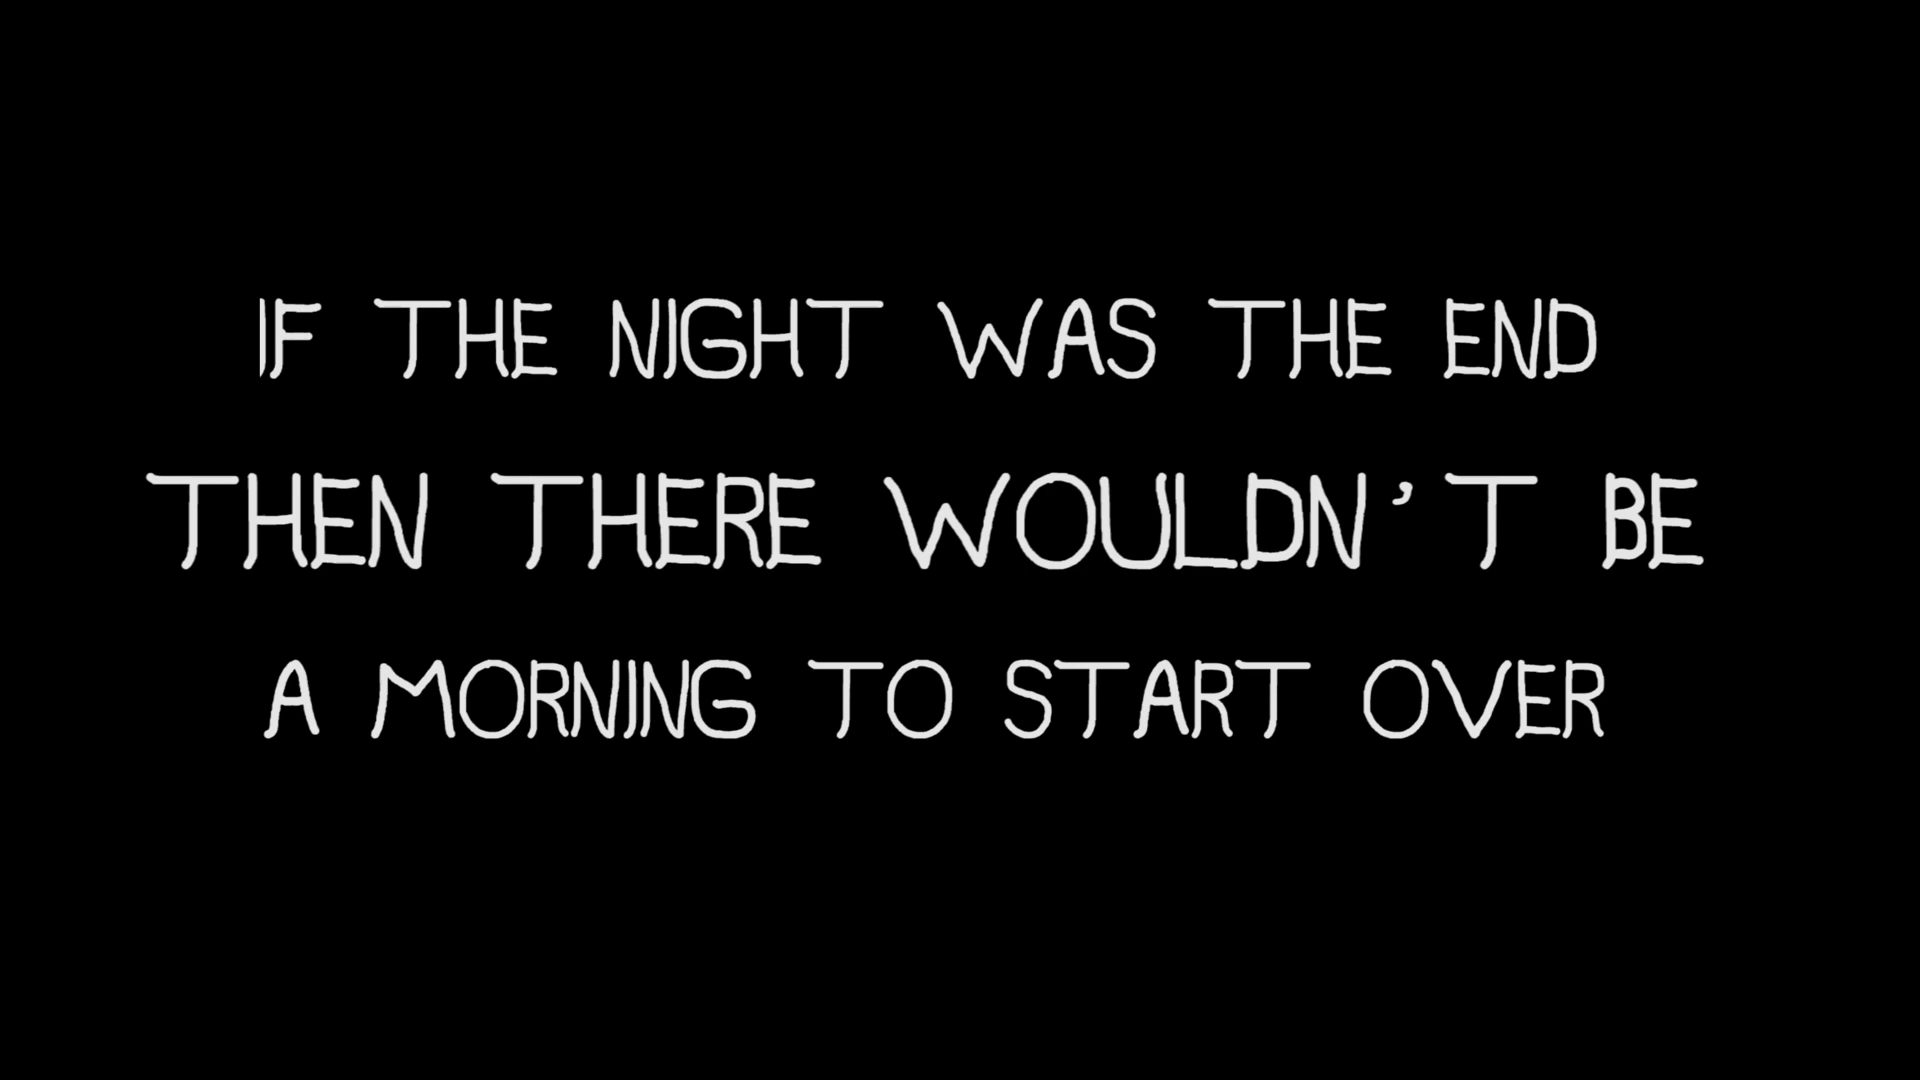 IF THE NIGHT WAS THE END
THEN THERE WOULDN'T BE
A MORNING TO START OVER